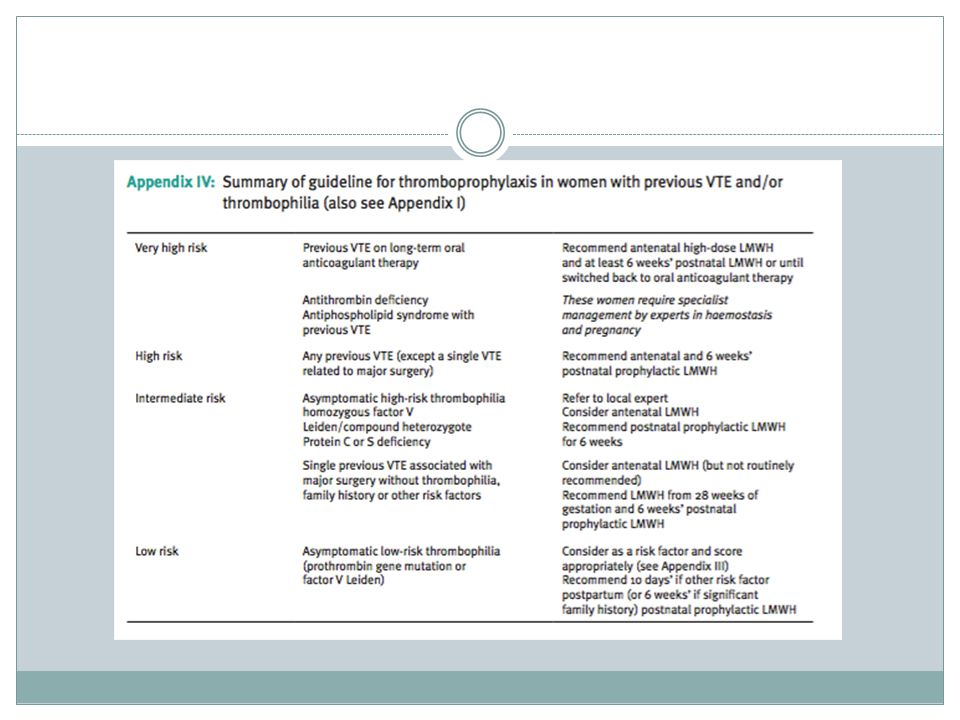 Appendix IV: Summary of guideline for thromboprophylaxis in women with previous VTE and/or
thrombophilia (also see Appendix I)
Very high risk
Previous VTE on long-term oral
anticoagulant therapy
Recommend antenatal high-dose LMWH
and at least 6 weeks' postnatal LMWH or until
switched back to oral anticoagulant therapy
Antithrombin deficiency
Antiphospholipid syndrome with
previous VTE
These women require specialist
management by experts in haemostasis
and pregnancy
High risk
Any previous VTE (except a single VTE
related to major surgery)
Recommend antenatal and 6 weeks'
postnatal prophylactic LMWH
Intermediate risk
Asymptomatic high-risk thrombophilia
homozygous factor V
Leiden/compound heterozygote
Protein C or S deficiency
Refer to local expert
Consider antenatal LMWH
Recommend postnatal prophylactic LMWH
for 6 weeks
Single previous VTE associated with
major surgery without thrombophilia,
family history or other risk factors
Consider antenatal LMWH (but not routinely
recommended)
Recommend LMWH from 28 weeks of
gestation and 6 weeks' postnatal
prophylactic LMWH
Low risk
Asymptomatic low-risk thrombophilia
(prothrombin gene mutation or
factor V Leiden)
Consider as a risk factor and score
appropriately (see Appendix III)
Recommend 10 days' if other risk factor
postpartum (or 6 weeks' if significant
family history) postnatal prophylactic LMWH